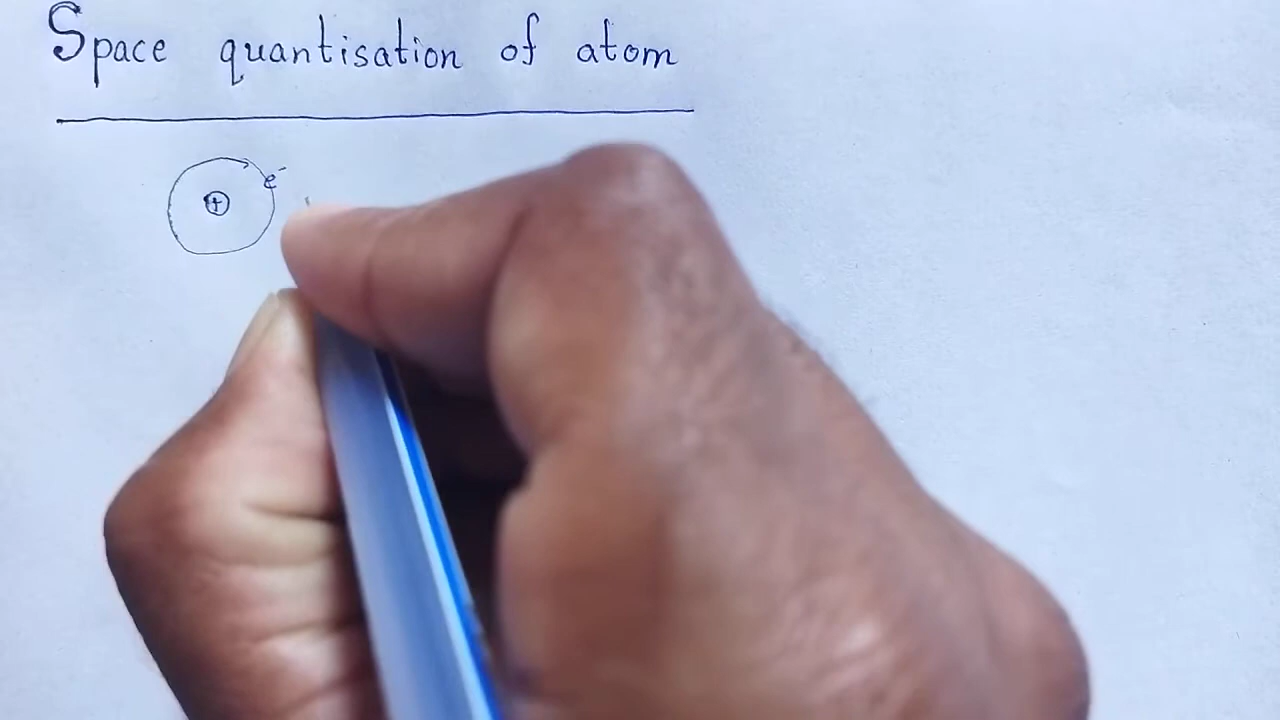 Space quantisation of atom
e⁻
+